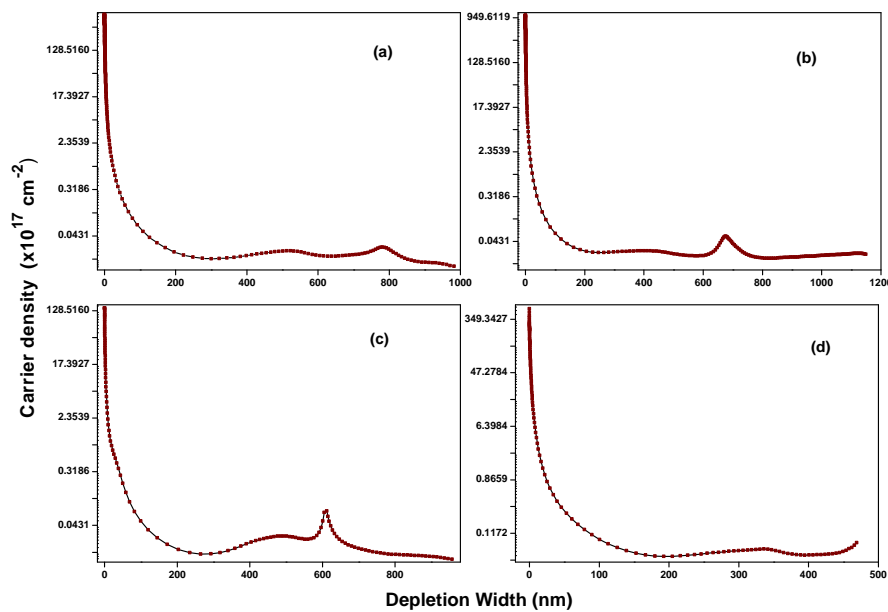 Carrier density (x10^17 cm^-2)
(a)
128.5160
17.3927
2.3539
0.3186
0.0431
0 200 400 600 800 1000
(b)
949.6119
128.5160
17.3927
2.3539
0.3186
0.0431
0 200 400 600 800 1000 1200
(c)
128.5160
17.3927
2.3539
0.3186
0.0431
0 200 400 600 800
(d)
349.3427
47.2784
6.3984
0.8659
0.1172
0 100 200 300 400 500
Depletion Width (nm)